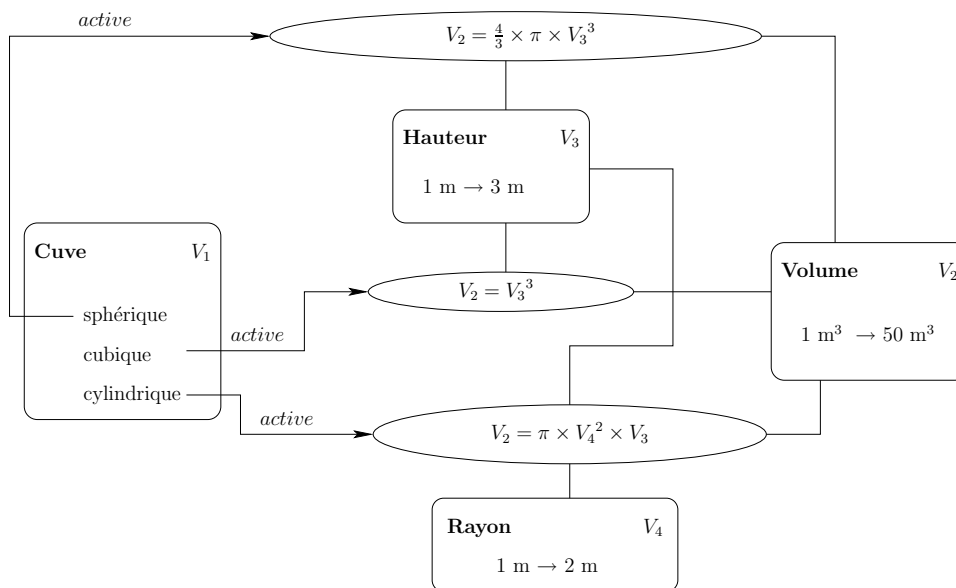 active
V₂ = 4/3 × π × V₃³
Hauteur V₃
1 m → 3 m
Cuve V₁
sphérique
cubique
cylindrique
active
V₂ = V₃³
Volume V₂
1 m³ → 50 m³
active
V₂ = π × V₄² × V₃
Rayon V₄
1 m → 2 m